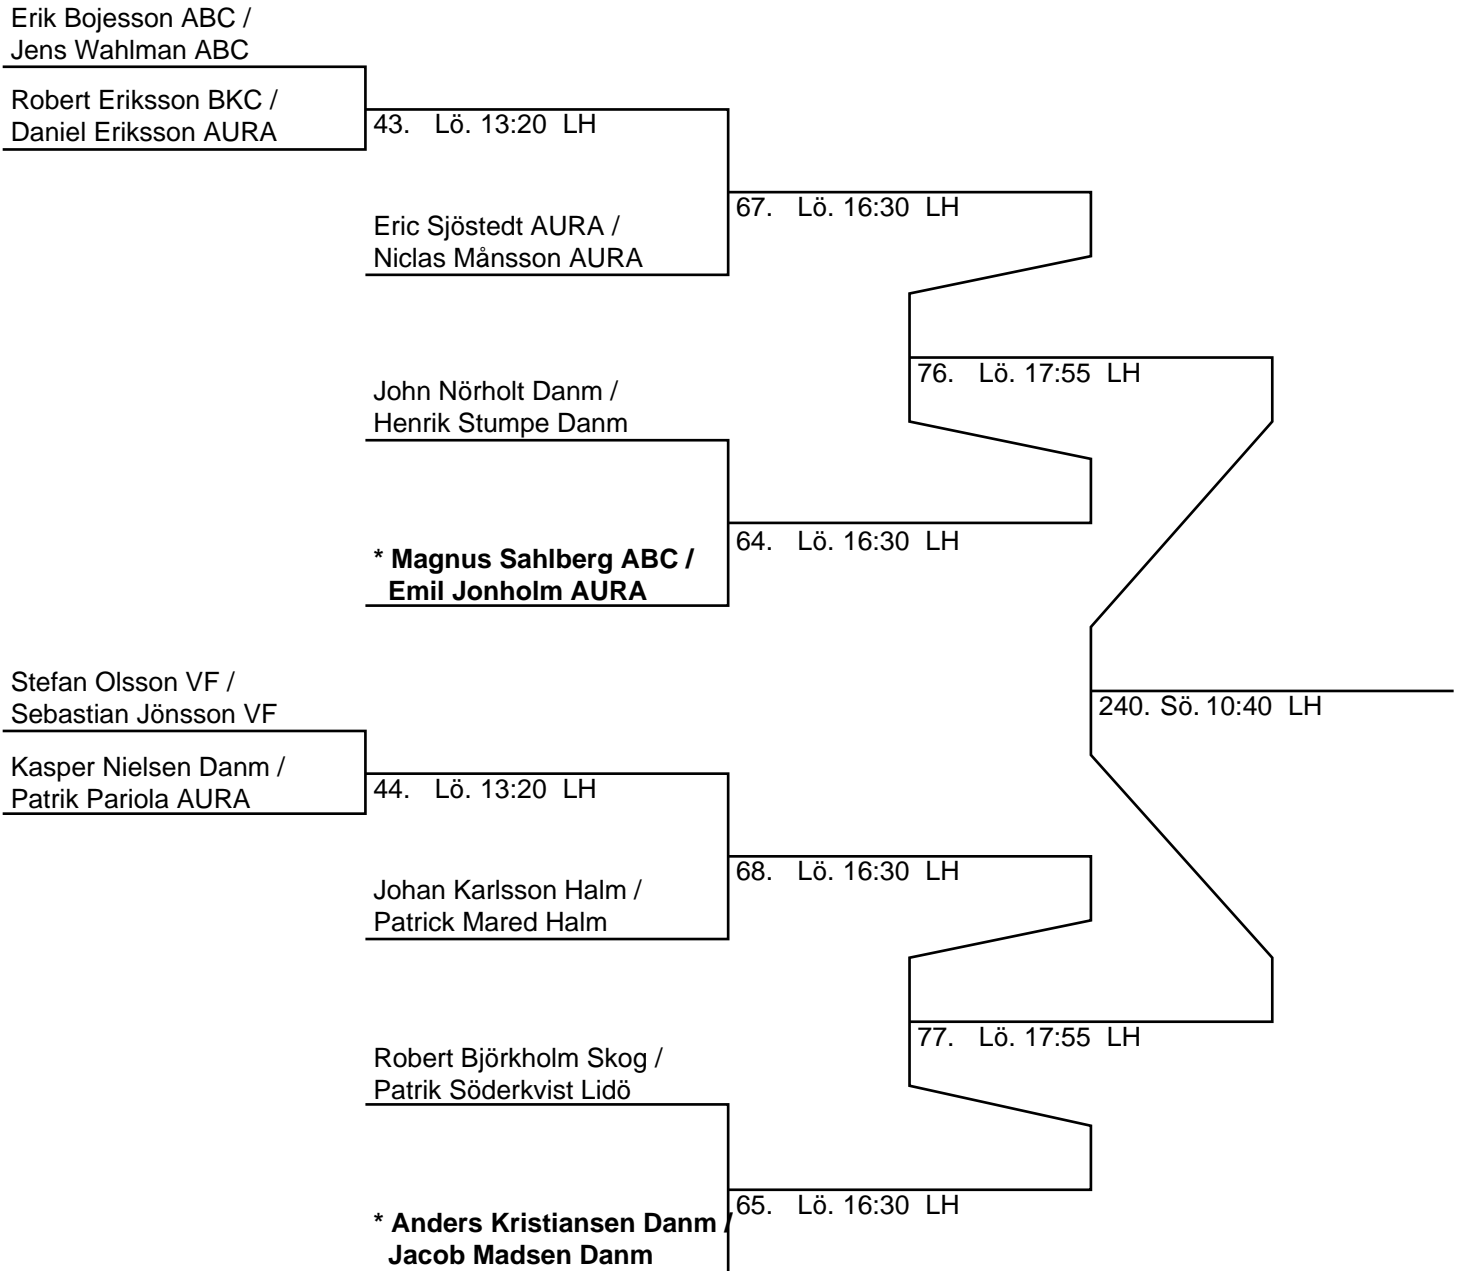 Erik Bojesson ABC /
Jens Wahlman ABC
Robert Eriksson BKC /
Daniel Eriksson AURA
43. Lö. 13:20 LH
Eric Sjöstedt AURA /
Niclas Månsson AURA
67. Lö. 16:30 LH
John Nörholt Danm /
Henrik Stumpe Danm
76. Lö. 17:55 LH
* Magnus Sahlberg ABC /
Emil Jonholm AURA
64. Lö. 16:30 LH
Stefan Olsson VF /
Sebastian Jönsson VF
240. Sö. 10:40 LH
Kasper Nielsen Danm /
Patrik Pariola AURA
44. Lö. 13:20 LH
Johan Karlsson Halm /
Patrick Mared Halm
68. Lö. 16:30 LH
Robert Björkholm Skog /
Patrik Söderkvist Lidö
77. Lö. 17:55 LH
* Anders Kristiansen Danm /
Jacob Madsen Danm
65. Lö. 16:30 LH